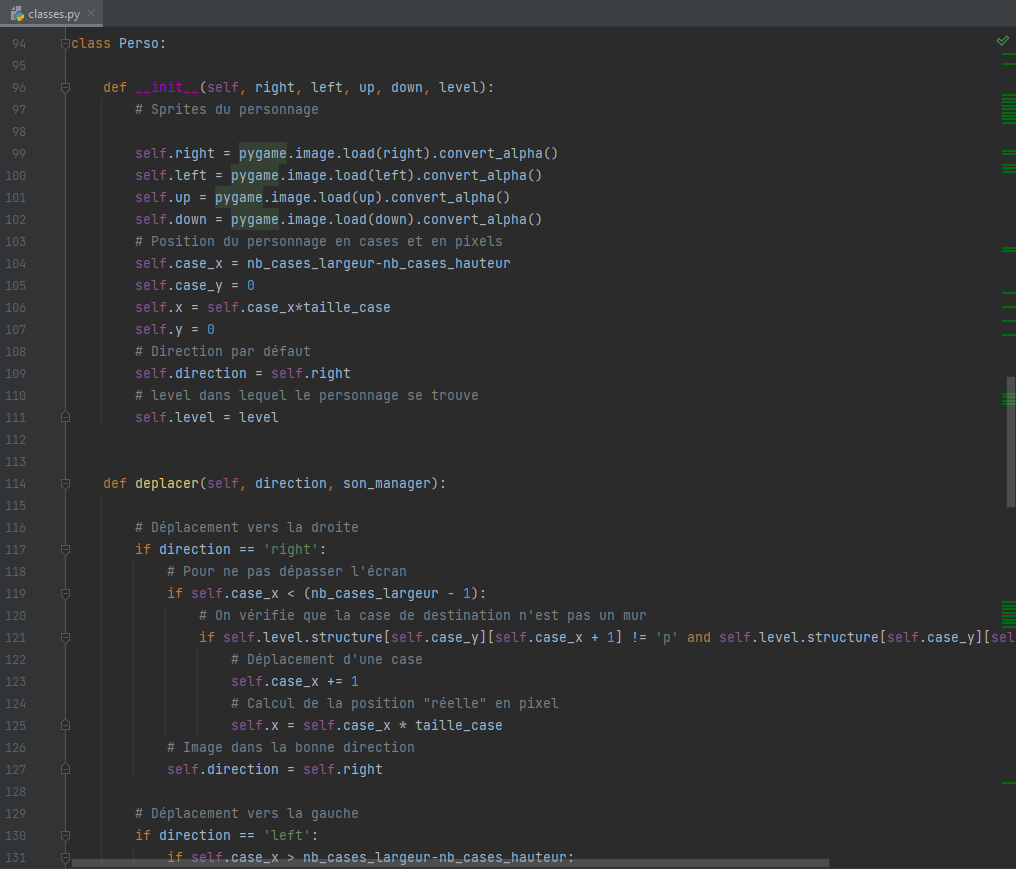 classes.py
94 class Perso:
95
96 def __init__(self, right, left, up, down, level):
97 # Sprites du personnage
98
99 self.right = pygame.image.load(right).convert_alpha()
100 self.left = pygame.image.load(left).convert_alpha()
101 self.up = pygame.image.load(up).convert_alpha()
102 self.down = pygame.image.load(down).convert_alpha()
103 # Position du personnage en cases et en pixels
104 self.case_x = nb_cases_largeur-nb_cases_hauteur
105 self.case_y = 0
106 self.x = self.case_x*taille_case
107 self.y = 0
108 # Direction par défaut
109 self.direction = self.right
110 # level dans lequel le personnage se trouve
111 self.level = level
112
113
114 def deplacer(self, direction, son_manager):
115
116 # Déplacement vers la droite
117 if direction == 'right':
118 # Pour ne pas dépasser l'écran
119 if self.case_x < (nb_cases_largeur - 1):
120 # On vérifie que la case de destination n'est pas un mur
121 if self.level.structure[self.case_y][self.case_x + 1] != 'p' and self.level.structure[self.case_y][sel
122 # Déplacement d'une case
123 self.case_x += 1
124 # Calcul de la position "réelle" en pixel
125 self.x = self.case_x * taille_case
126 # Image dans la bonne direction
127 self.direction = self.right
128
129 # Déplacement vers la gauche
130 if direction == 'left':
131 if self.case_x > nb_cases_largeur-nb_cases_hauteur: